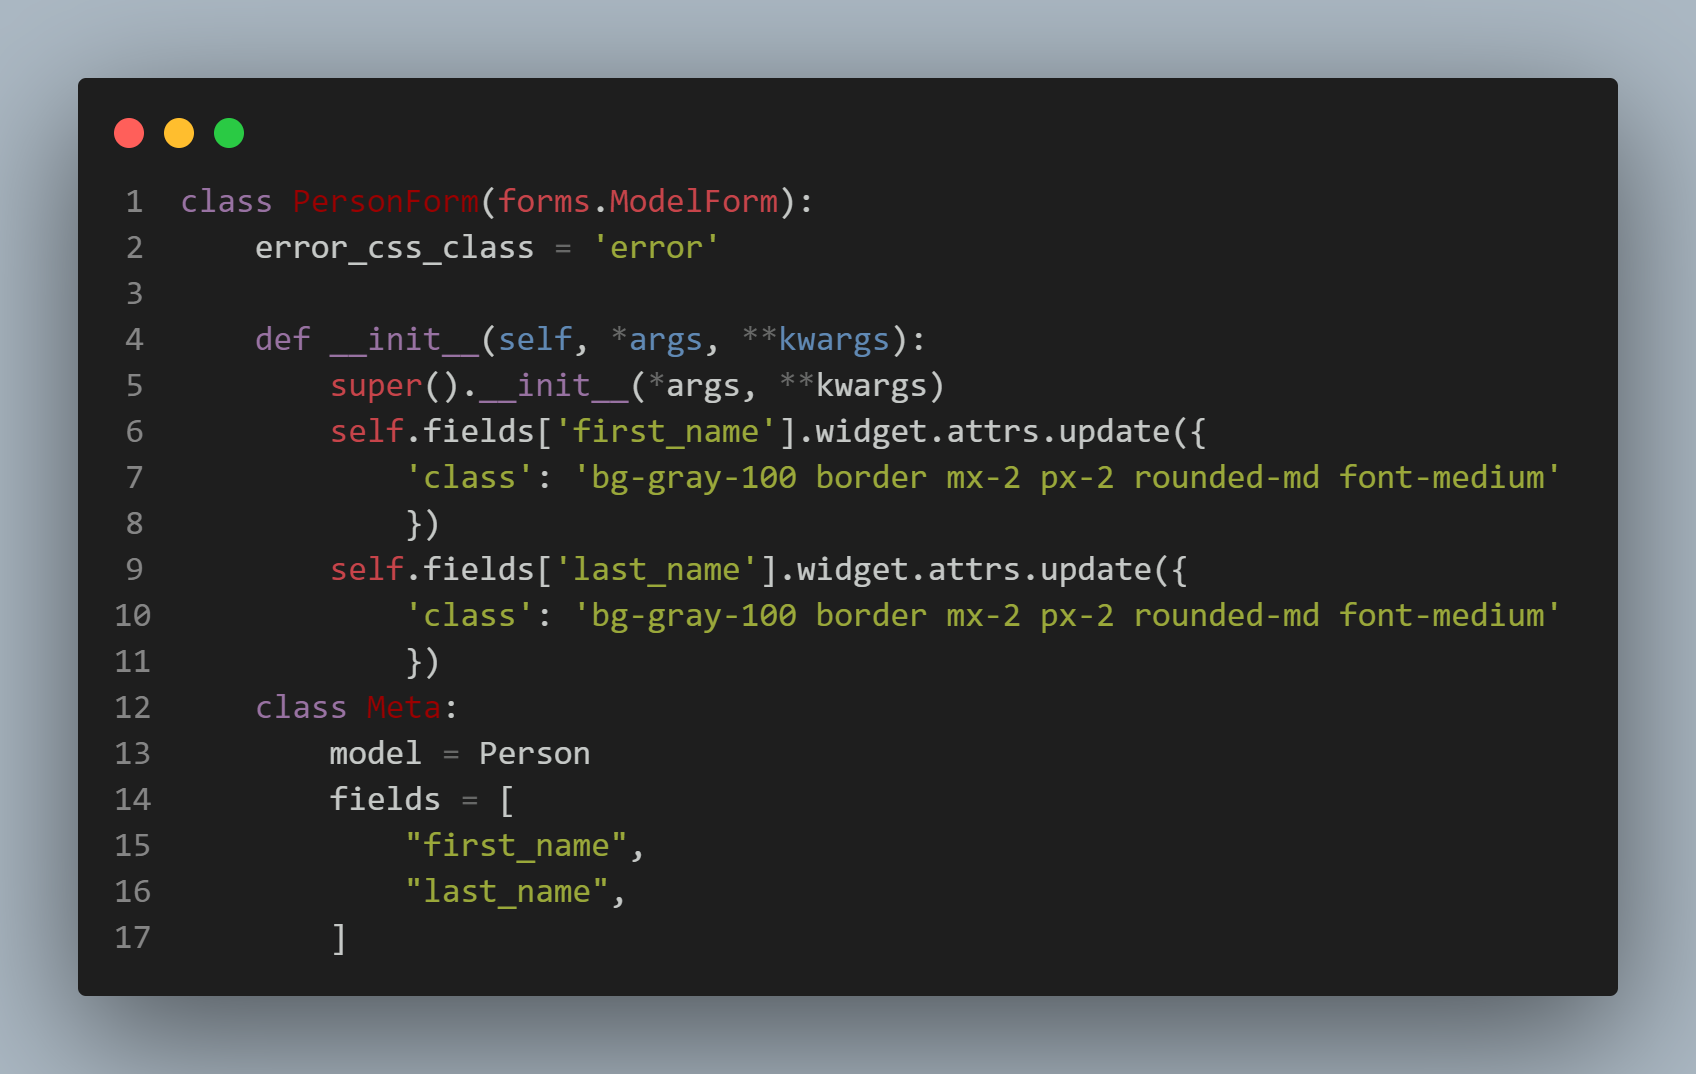 1 class PersonForm(forms.ModelForm):
2     error_css_class = 'error'
3
4     def __init__(self, *args, **kwargs):
5         super().__init__(*args, **kwargs)
6         self.fields['first_name'].widget.attrs.update({
7             'class': 'bg-gray-100 border mx-2 px-2 rounded-md font-medium'
8             })
9         self.fields['last_name'].widget.attrs.update({
10             'class': 'bg-gray-100 border mx-2 px-2 rounded-md font-medium'
11             })
12     class Meta:
13         model = Person
14         fields = [
15             "first_name",
16             "last_name",
17         ]